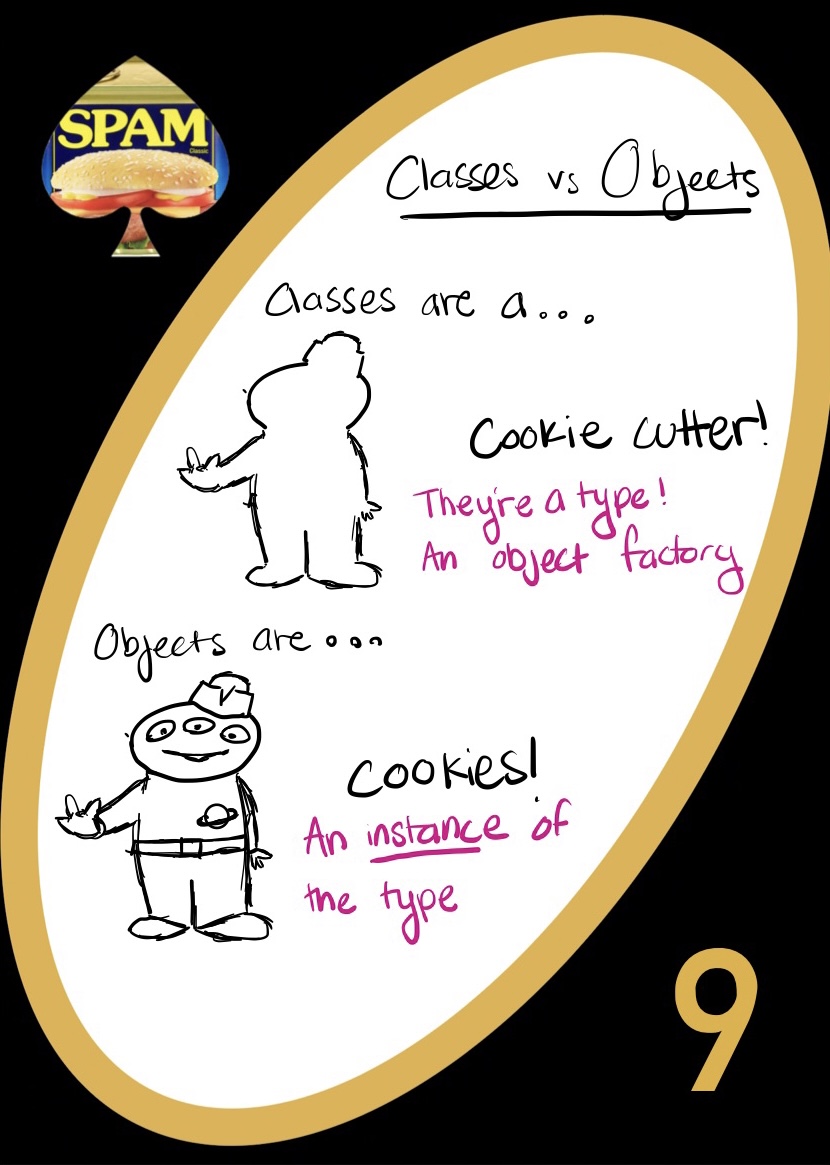 SPAM
Classic
Classes vs Objects
Classes are a...
Cookie cutter!
They're a type!
An object factory
Objects are...
Cookies!
An instance of
the type
9